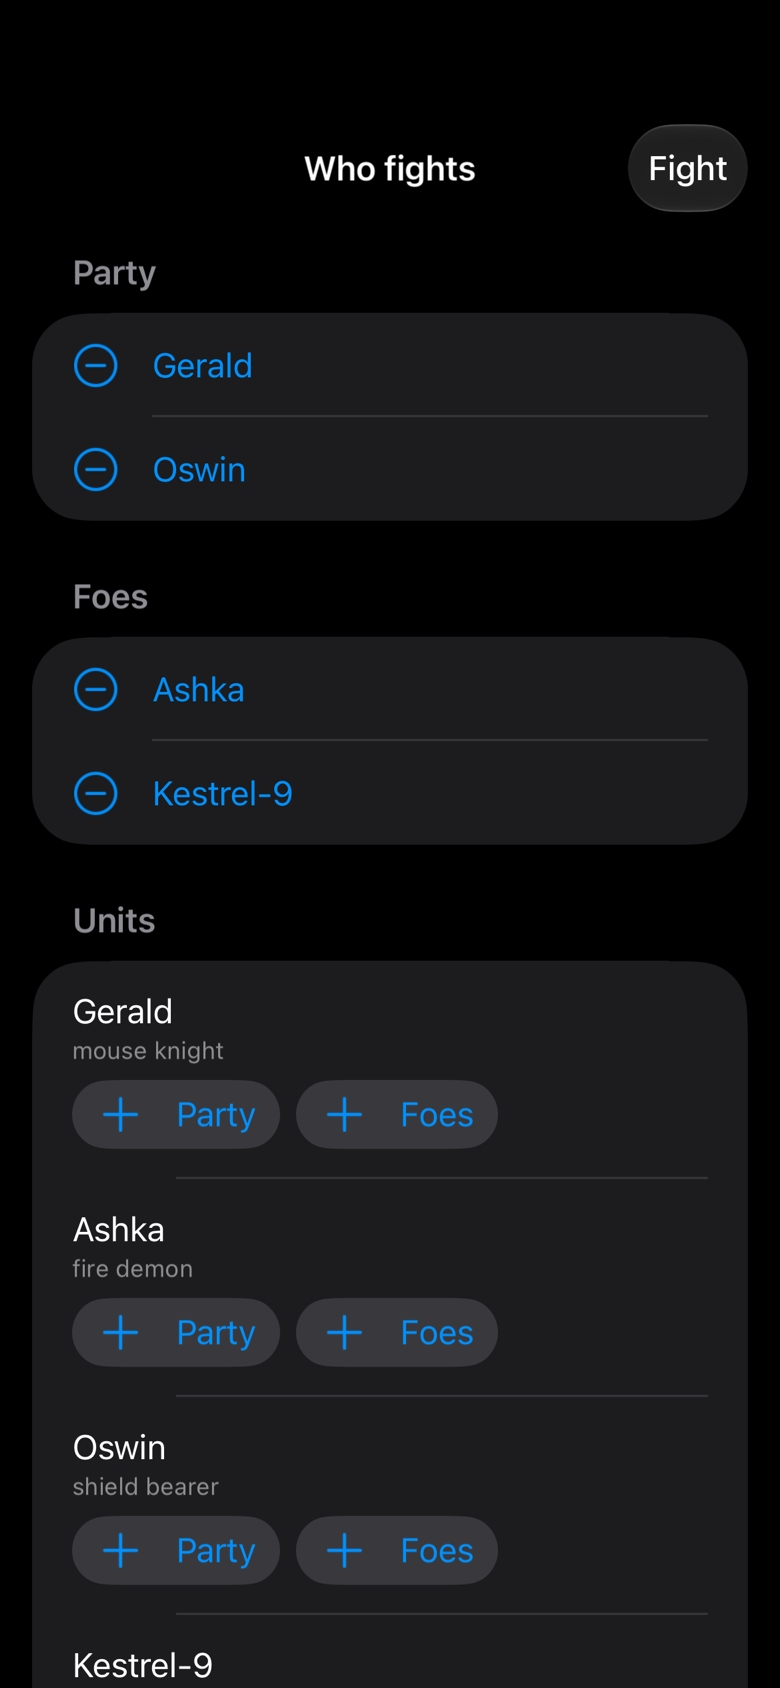 Who fights
Fight
Party
Gerald
Oswin
Foes
Ashka
Kestrel-9
Units
Gerald
mouse knight
Party
Foes
Ashka
fire demon
Party
Foes
Oswin
shield bearer
Party
Foes
Kestrel-9